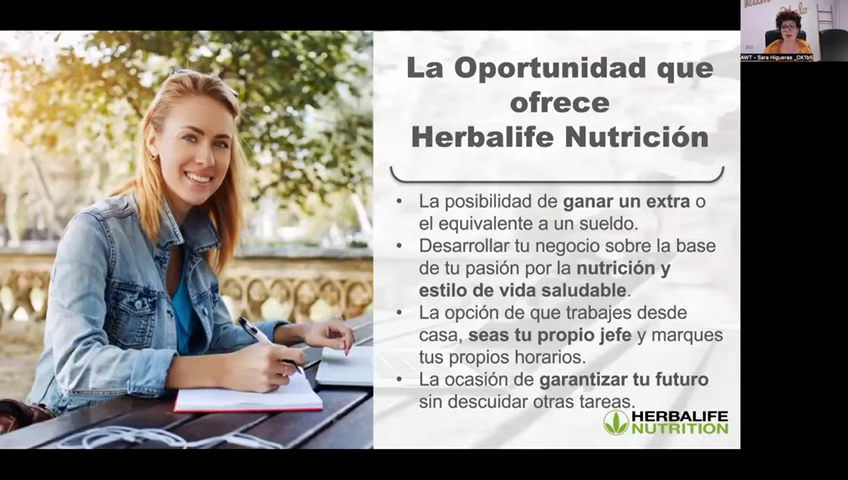 La Oportunidad que
ofrece
Herbalife Nutrición
• La posibilidad de ganar un extra o
el equivalente a un sueldo.
• Desarrollar tu negocio sobre la base
de tu pasión por la nutrición y
estilo de vida saludable.
• La opción de que trabajes desde
casa, seas tu propio jefe y marques
tus propios horarios.
• La ocasión de garantizar tu futuro
sin descuidar otras tareas.
HERBALIFE
NUTRITION
AWT - Sara Higueras